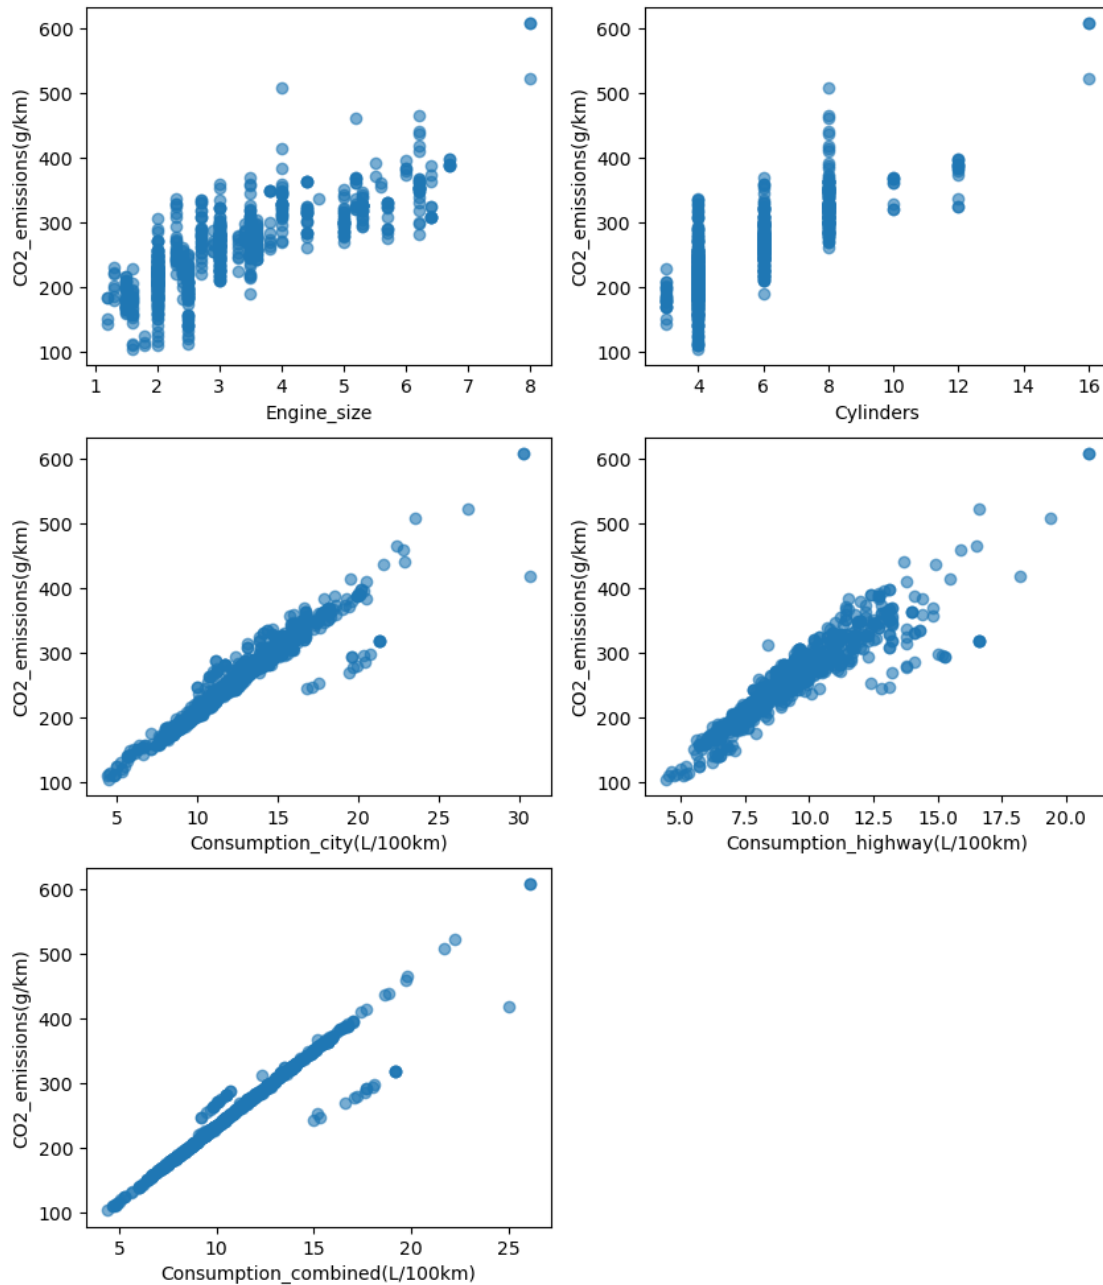 600
500
400
300
200
100
CO2_emissions(g/km)
1 2 3 4 5 6 7 8
Engine_size
600
500
400
300
200
100
CO2_emissions(g/km)
4 6 8 10 12 14 16
Cylinders
600
500
400
300
200
100
CO2_emissions(g/km)
5 10 15 20 25 30
Consumption_city(L/100km)
600
500
400
300
200
100
CO2_emissions(g/km)
5.0 7.5 10.0 12.5 15.0 17.5 20.0
Consumption_highway(L/100km)
600
500
400
300
200
100
CO2_emissions(g/km)
5 10 15 20 25
Consumption_combined(L/100km)